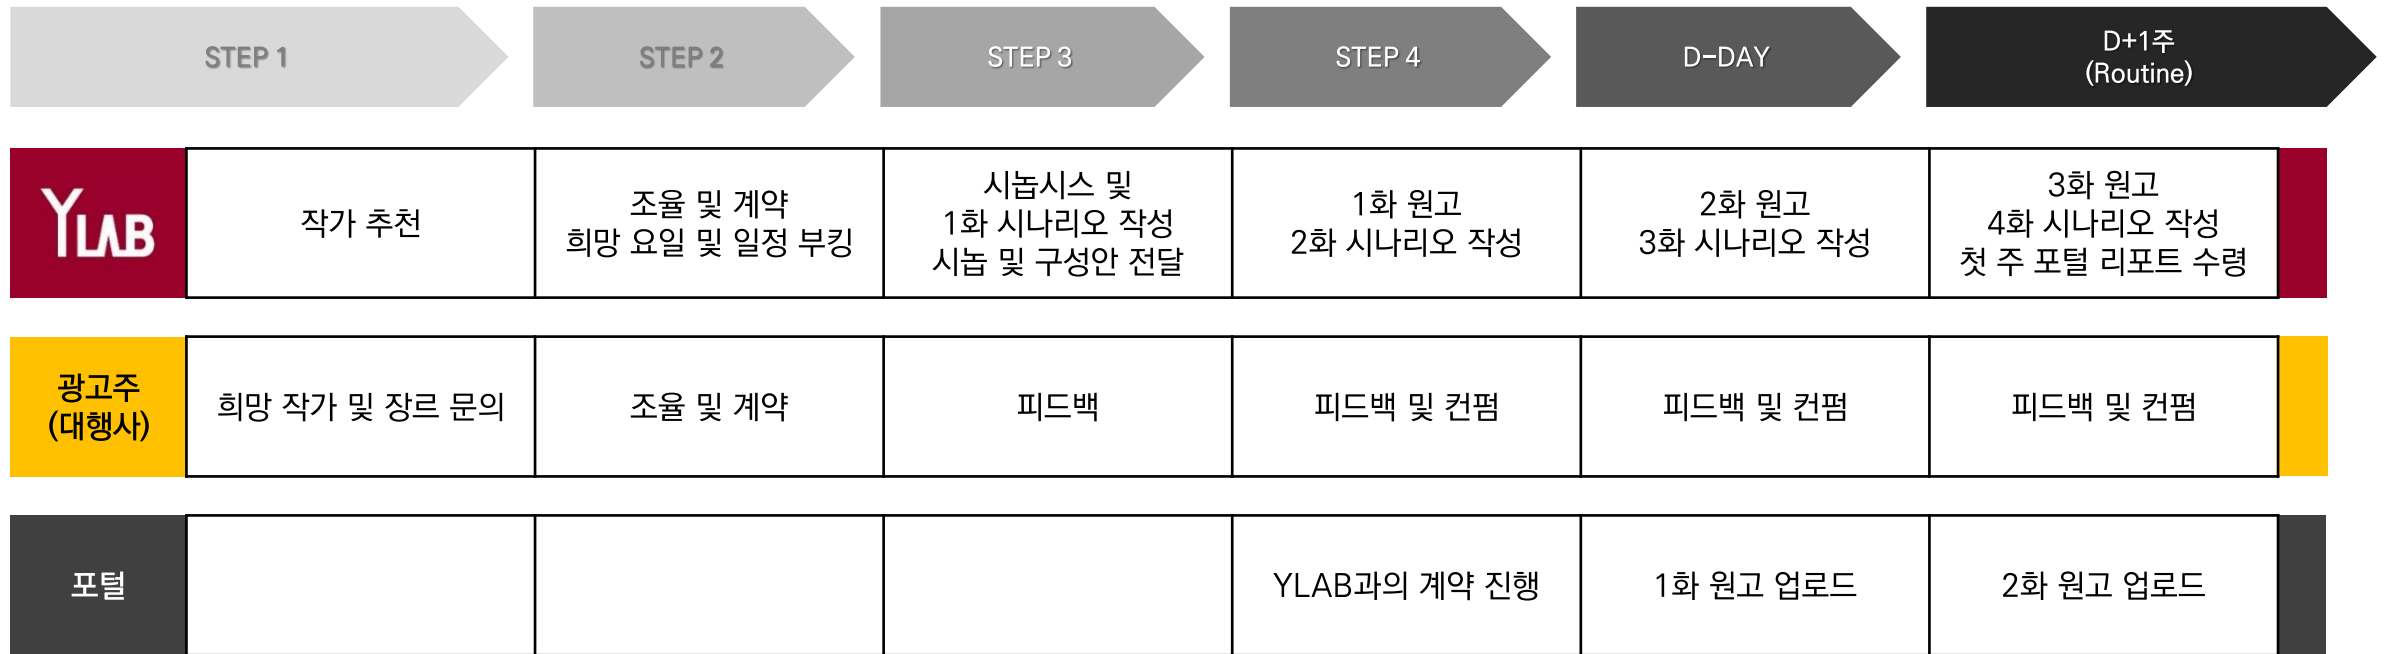 STEP 1
STEP 2
STEP 3
STEP 4
D-DAY
D+1주
(Routine)
YLAB
작가 추천
조율 및 계약
희망 요일 및 일정 부킹
시놉시스 및
1화 시나리오 작성
시놉 및 구성안 전달
1화 원고
2화 시나리오 작성
2화 원고
3화 시나리오 작성
3화 원고
4화 시나리오 작성
첫 주 포털 리포트 수령
광고주
(대행사)
희망 작가 및 장르 문의
조율 및 계약
피드백
피드백 및 컨펌
피드백 및 컨펌
피드백 및 컨펌
포털
YLAB과의 계약 진행
1화 원고 업로드
2화 원고 업로드